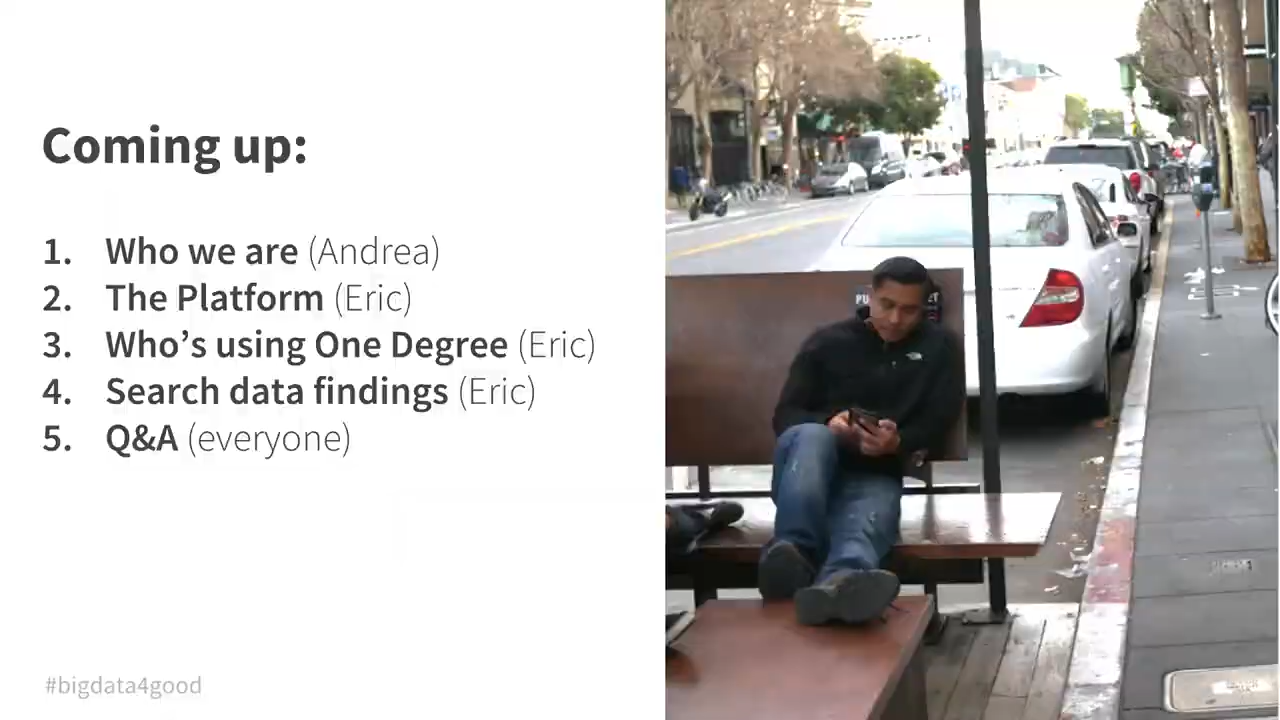 Coming up:
1. Who we are (Andrea)
2. The Platform (Eric)
3. Who's using One Degree (Eric)
4. Search data findings (Eric)
5. Q&A (everyone)
#bigdata4good